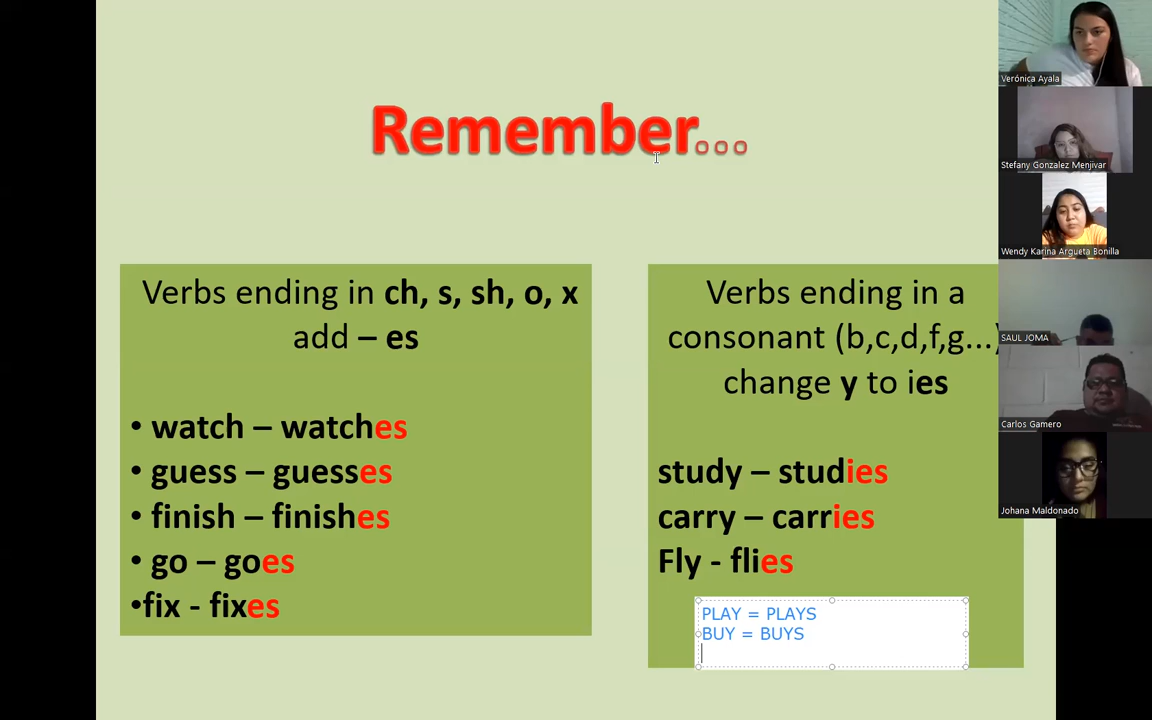 Remember...
Verbs ending in ch, s, sh, o, x
add – es
• watch – watches
• guess – guesses
• finish – finishes
• go – goes
•fix - fixes
Verbs ending in a
consonant (b,c,d,f,g...)
change y to ies
study – studies
carry – carries
Fly - flies
PLAY = PLAYS
BUY = BUYS
Verónica Ayala
Stefany Gonzalez Menjivar
Wendy Karina Argueta Bonilla
SAUL JOMA
Carlos Gamero
Johana Maldonado